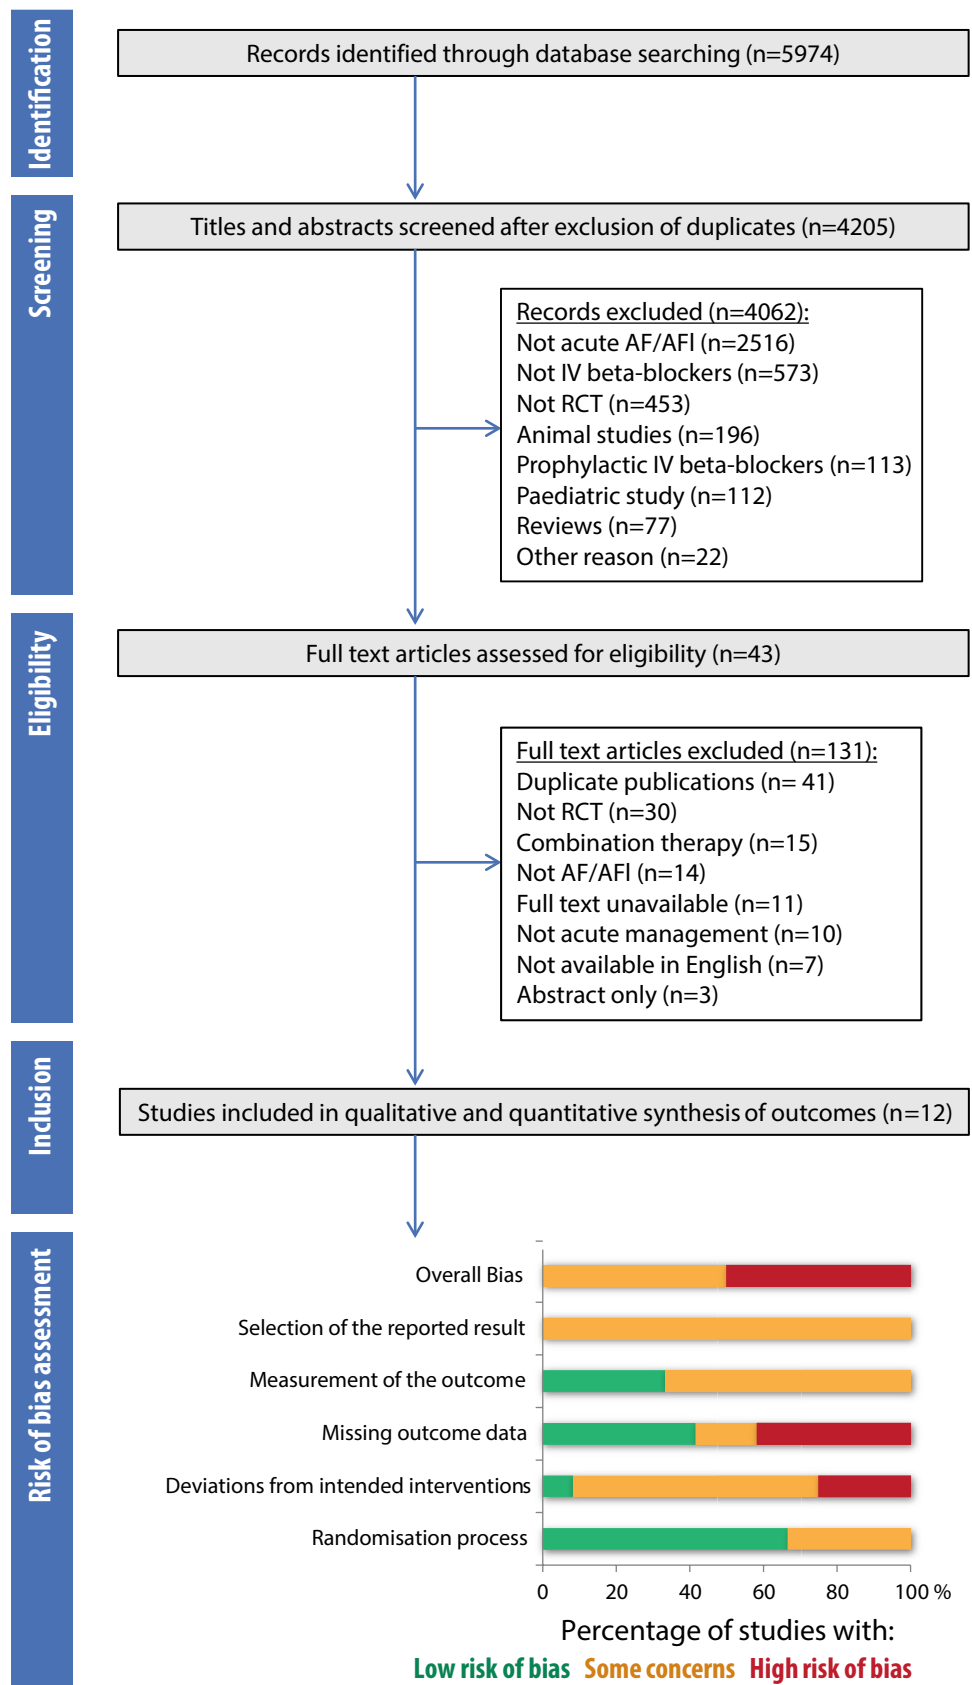 Identification
Records identified through database searching (n=5974)
Screening
Titles and abstracts screened after exclusion of duplicates (n=4205)
Records excluded (n=4062):
Not acute AF/AFl (n=2516)
Not IV beta-blockers (n=573)
Not RCT (n=453)
Animal studies (n=196)
Prophylactic IV beta-blockers (n=113)
Paediatric study (n=112)
Reviews (n=77)
Other reason (n=22)
Eligibility
Full text articles assessed for eligibility (n=43)
Full text articles excluded (n=131):
Duplicate publications (n= 41)
Not RCT (n=30)
Combination therapy (n=15)
Not AF/AFl (n=14)
Full text unavailable (n=11)
Not acute management (n=10)
Not available in English (n=7)
Abstract only (n=3)
Inclusion
Studies included in qualitative and quantitative synthesis of outcomes (n=12)
Risk of bias assessment
Overall Bias
Selection of the reported result
Measurement of the outcome
Missing outcome data
Deviations from intended interventions
Randomisation process
0 20 40 60 80 100 %
Percentage of studies with:
Low risk of bias Some concerns High risk of bias